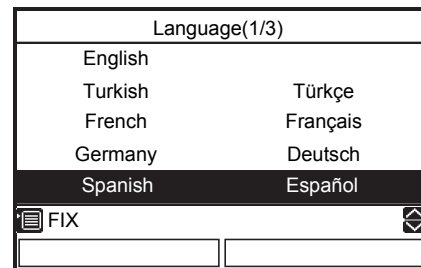 Language(1/3)
English
Turkish Türkçe
French Français
Germany Deutsch
Spanish Español
FIX